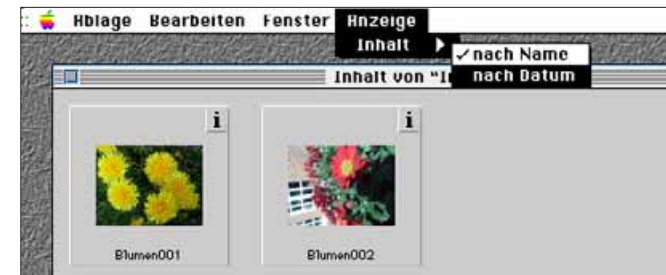 Ablage Bearbeiten Fenster Anzeige
Inhalt
✓ nach Name
nach Datum
Inhalt von "I
i
i
Blumen001
Blumen002